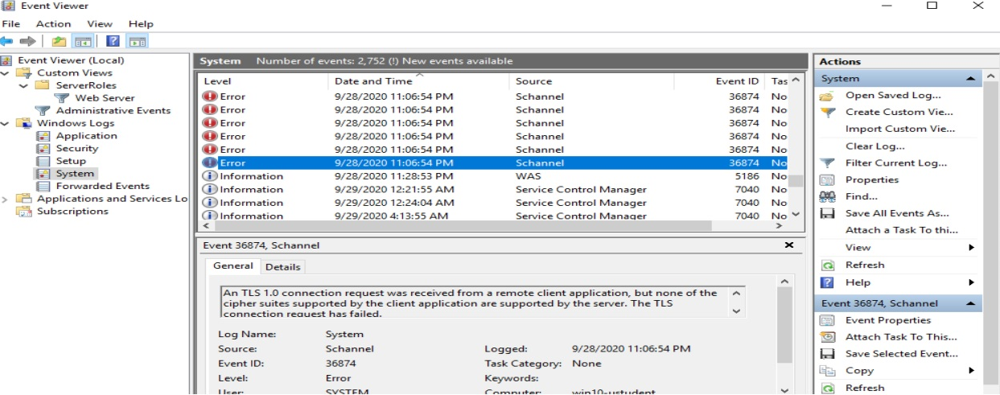 Event Viewer
File Action View Help
Event Viewer (Local)
Custom Views
ServerRoles
Web Server
Administrative Events
Windows Logs
Application
Security
Setup
System
Forwarded Events
Applications and Services Lo
Subscriptions
System Number of events: 2,752 (!) New events available
Level Date and Time Source Event ID Tas
Error 9/28/2020 11:06:54 PM Schannel 36874 No
Error 9/28/2020 11:06:54 PM Schannel 36874 No
Error 9/28/2020 11:06:54 PM Schannel 36874 No
Error 9/28/2020 11:06:54 PM Schannel 36874 No
Error 9/28/2020 11:06:54 PM Schannel 36874 No
Error 9/28/2020 11:06:54 PM Schannel 36874 No
Information 9/28/2020 11:28:53 PM WAS 5186 No
Information 9/29/2020 12:21:55 AM Service Control Manager 7040 No
Information 9/29/2020 12:24:04 AM Service Control Manager 7040 No
Information 9/29/2020 4:13:55 AM Service Control Manager 7040 No
Event 36874, Schannel
General Details
An TLS 1.0 connection request was received from a remote client application, but none of the
cipher suites supported by the client application are supported by the server. The TLS
connection request has failed.
Log Name: System
Source: Schannel Logged: 9/28/2020 11:06:54 PM
Event ID: 36874 Task Category: None
Level: Error Keywords:
User: SYSTEM Computer: win10-ustudent
Actions
System
Open Saved Log...
Create Custom Vie...
Import Custom Vie...
Clear Log...
Filter Current Log...
Properties
Find...
Save All Events As...
Attach a Task To thi...
View
Refresh
Help
Event 36874, Schannel
Event Properties
Attach Task To This...
Save Selected Event...
Copy
Refresh